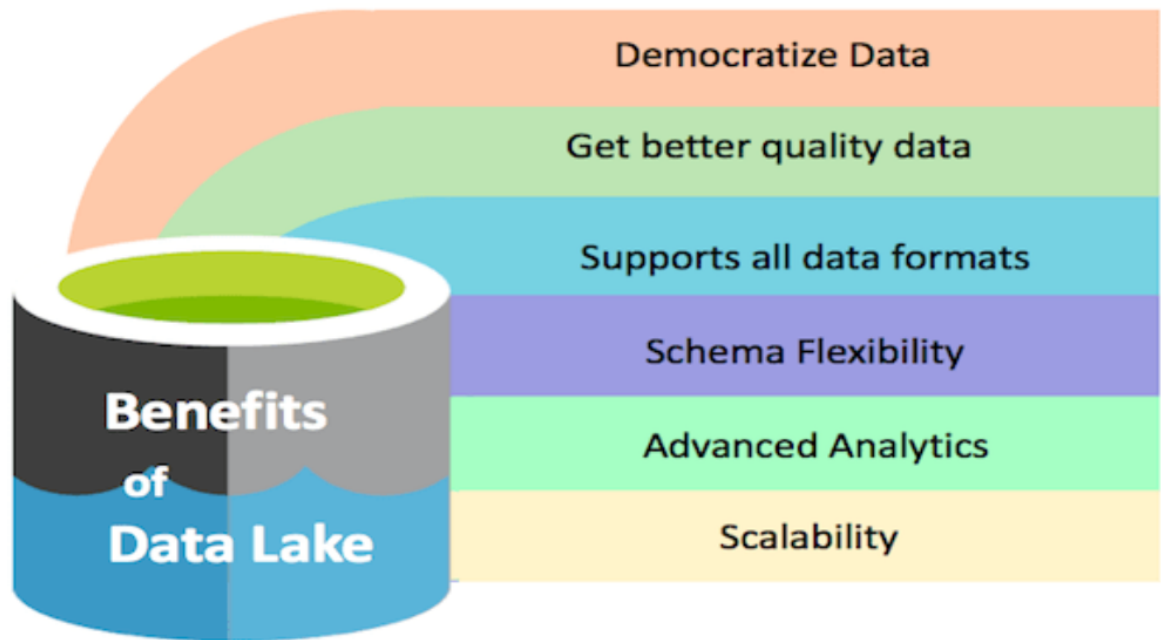 Democratize Data
Get better quality data
Supports all data formats
Schema Flexibility
Advanced Analytics
Scalability
Benefits
of
Data Lake